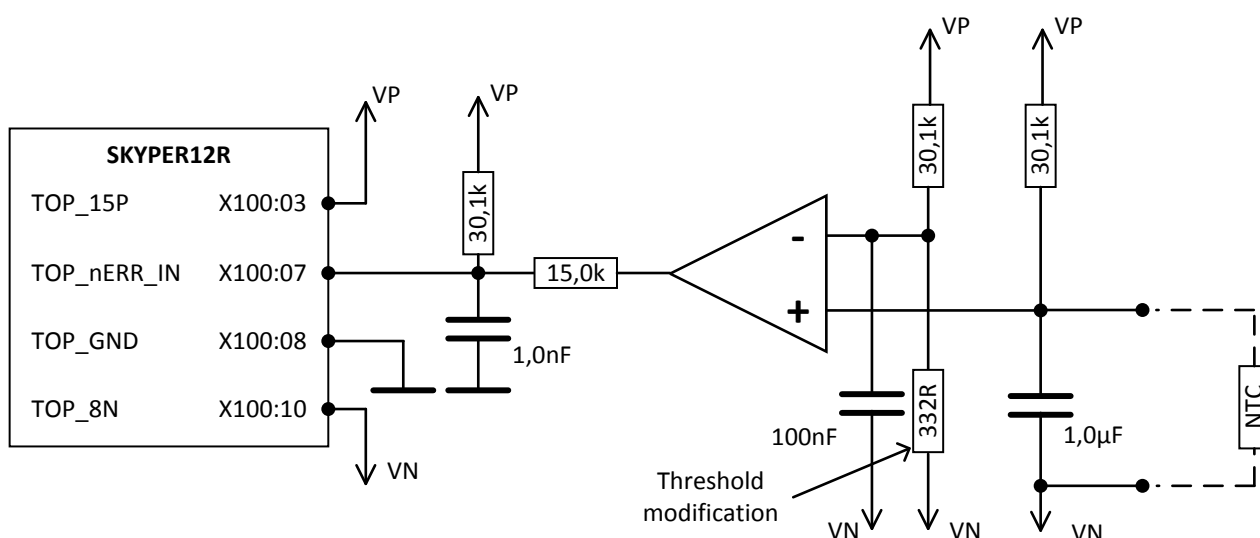 VP
VP
VP
VP
SKYPER12R
TOP_15P X100:03
TOP_nERR_IN X100:07
TOP_GND X100:08
TOP_8N X100:10
VN
30,1k
15,0k
1,0nF
-
+
30,1k
30,1k
100nF
332R
1,0µF
NTC
Threshold
modification
VN
VN
VN